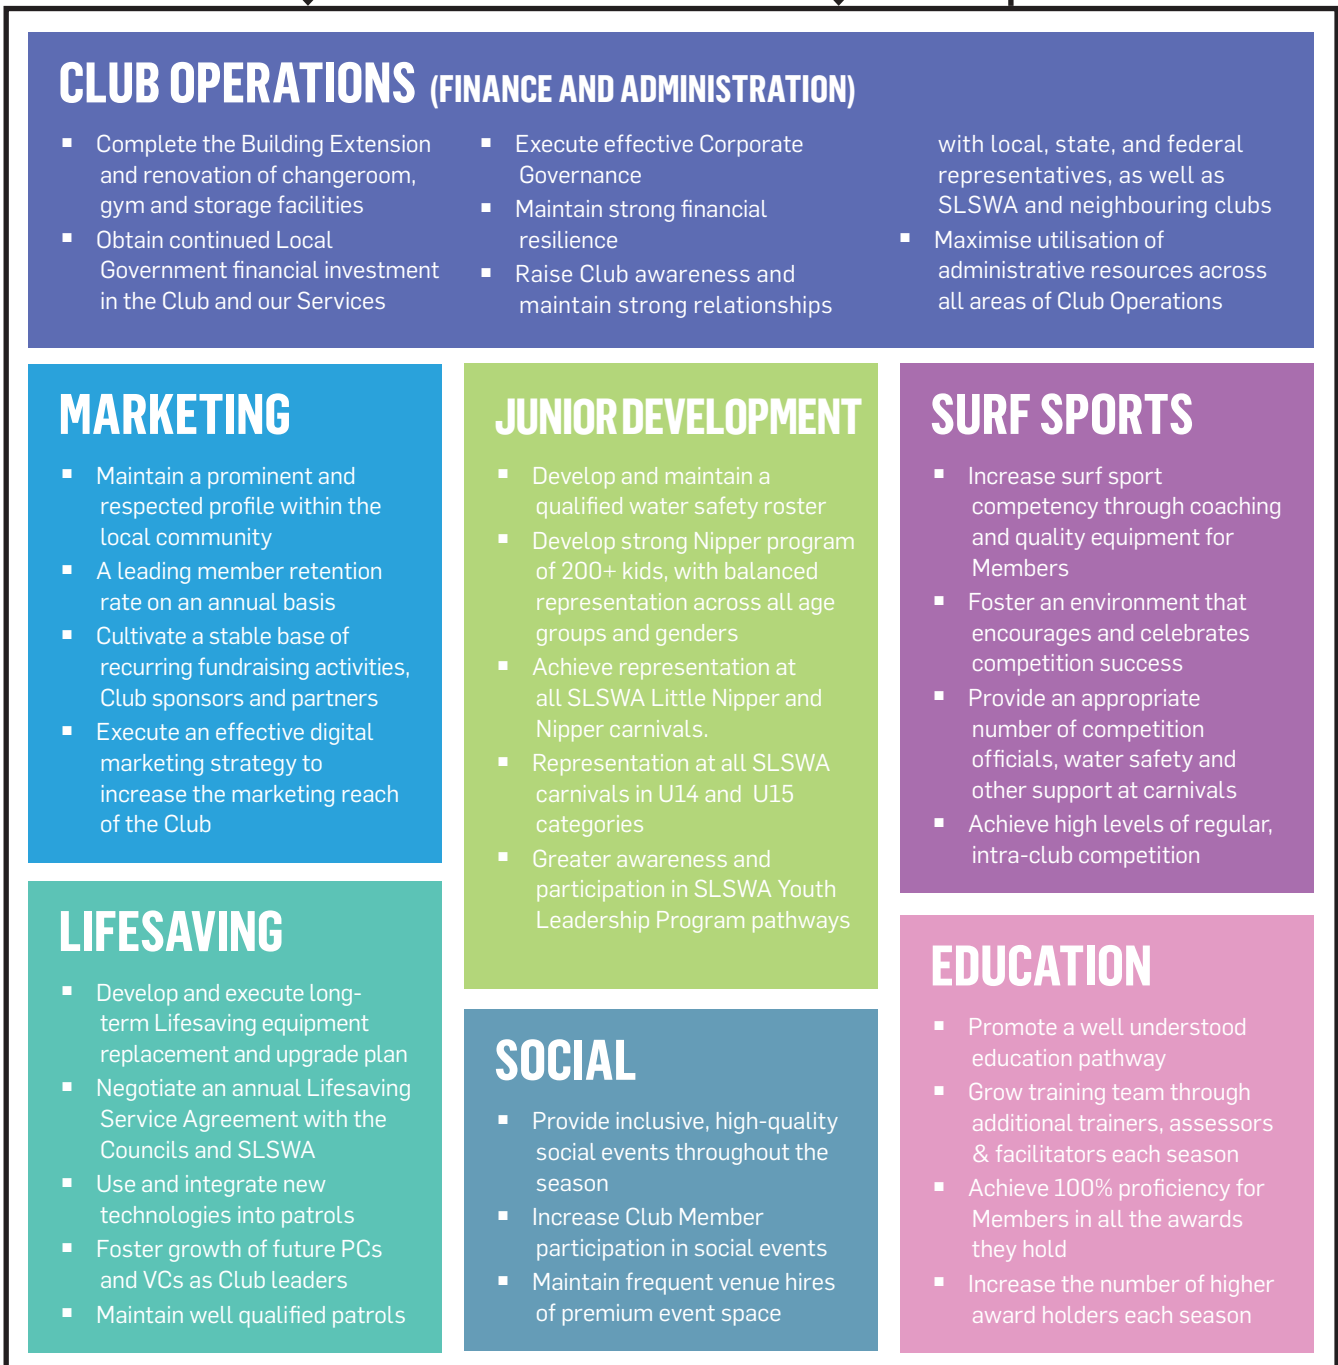 CLUB OPERATIONS (FINANCE AND ADMINISTRATION)
▪ Complete the Building Extension
and renovation of changeroom,
gym and storage facilities
▪ Obtain continued Local
Government financial investment
in the Club and our Services
▪ Execute effective Corporate
Governance
▪ Maintain strong financial
resilience
▪ Raise Club awareness and
maintain strong relationships
with local, state, and federal
representatives, as well as
SLSWA and neighbouring clubs
▪ Maximise utilisation of
administrative resources across
all areas of Club Operations
MARKETING
▪ Maintain a prominent and
respected profile within the
local community
▪ A leading member retention
rate on an annual basis
▪ Cultivate a stable base of
recurring fundraising activities,
Club sponsors and partners
▪ Execute an effective digital
marketing strategy to
increase the marketing reach
of the Club
LIFESAVING
▪ Develop and execute long-
term Lifesaving equipment
replacement and upgrade plan
▪ Negotiate an annual Lifesaving
Service Agreement with the
Councils and SLSWA
▪ Use and integrate new
technologies into patrols
▪ Foster growth of future PCs
and VCs as Club leaders
▪ Maintain well qualified patrols
JUNIOR DEVELOPMENT
▪ Develop and maintain a
qualified water safety roster
▪ Develop strong Nipper program
of 200+ kids, with balanced
representation across all age
groups and genders
▪ Achieve representation at
all SLSWA Little Nipper and
Nipper carnivals.
▪ Representation at all SLSWA
carnivals in U14 and U15
categories
▪ Greater awareness and
participation in SLSWA Youth
Leadership Program pathways
SOCIAL
▪ Provide inclusive, high-quality
social events throughout the
season
▪ Increase Club Member
participation in social events
▪ Maintain frequent venue hires
of premium event space
SURF SPORTS
▪ Increase surf sport
competency through coaching
and quality equipment for
Members
▪ Foster an environment that
encourages and celebrates
competition success
▪ Provide an appropriate
number of competition
officials, water safety and
other support at carnivals
▪ Achieve high levels of regular,
intra-club competition
EDUCATION
▪ Promote a well understood
education pathway
▪ Grow training team through
additional trainers, assessors
& facilitators each season
▪ Achieve 100% proficiency for
Members in all the awards
they hold
▪ Increase the number of higher
award holders each season